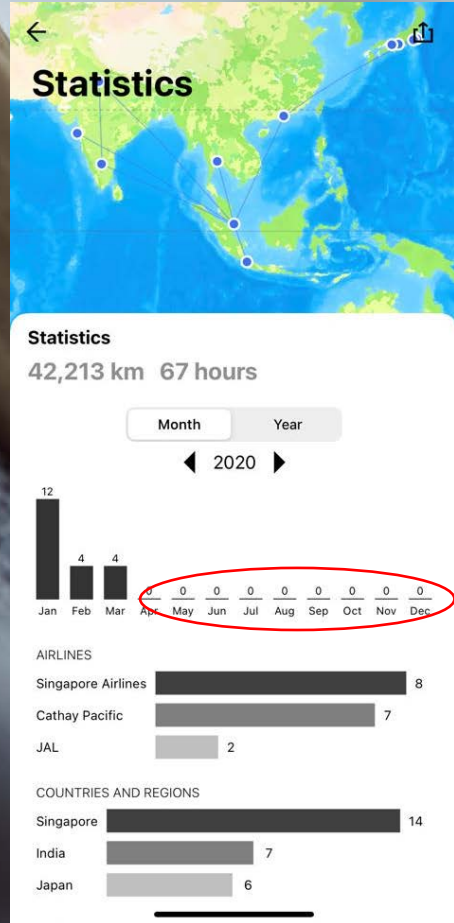 Statistics
Statistics
42,213 km 67 hours
Month Year
2020
12
4 4
0 0 0 0 0 0 0 0 0
Jan Feb Mar Apr May Jun Jul Aug Sep Oct Nov Dec
AIRLINES
Singapore Airlines 8
Cathay Pacific 7
JAL 2
COUNTRIES AND REGIONS
Singapore 14
India 7
Japan 6